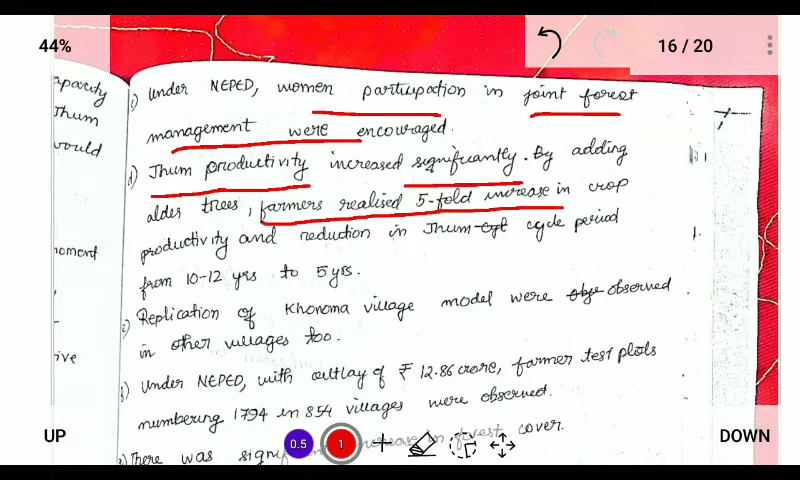 44%
16 / 20
apacity
Jhum
would
c) Under NEPED, women participation in joint forest
management were encouraged.
d) Jhum productivity increased significantly. By adding
alder trees, farmers realised 5-fold increase in crop
productivity and reduction in Jhum cycle period
from 10-12 yrs to 5 yrs.
e) Replication of Khonoma village model were observed
in other villages too.
f) Under NEPED, with outlay of ₹ 12.86 crore, farmer test plots
numbering 1794 in 854 villages were observed.
There was increase in forest cover.
UP
0.5
1
DOWN